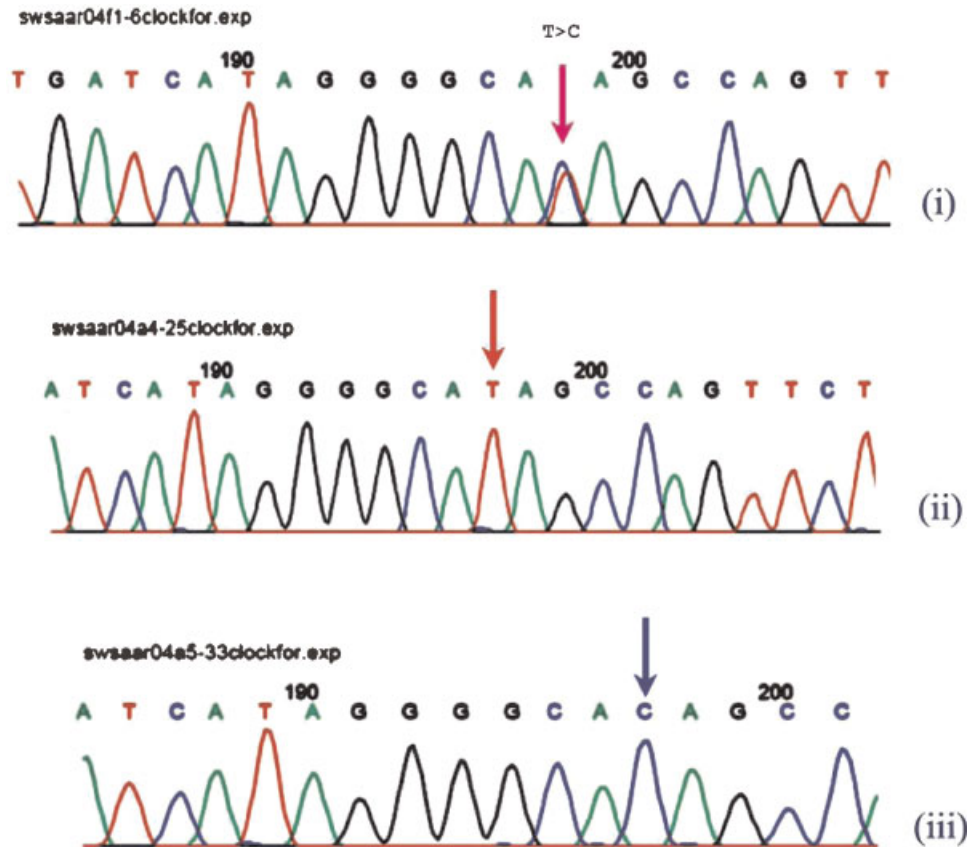 swsaar04f1-6clockfor.exp
T>C
190 200
T G A T C A T A G G G G C A A G C C A G T T
(i)
swsaar04a4-25clockfor.exp
190 200
A T C A T A G G G G C A T A G C C A G T T C T
(ii)
swsaar04a5-33clockfor.exp
190 200
A T C A T A G G G G C A C A G C C
(iii)